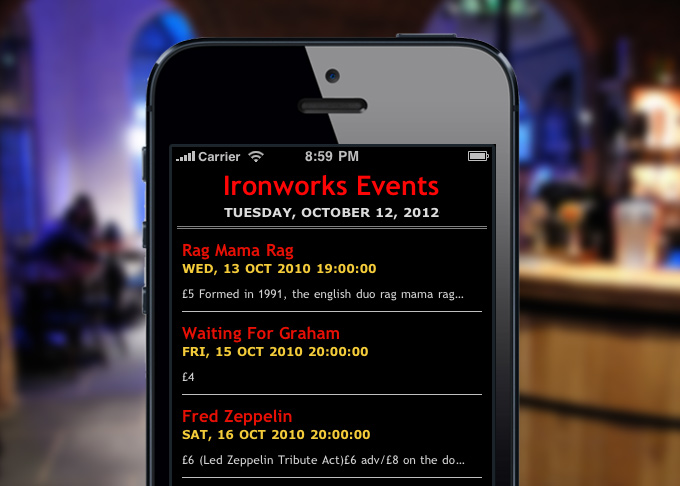 Carrier 8:59 PM
Ironworks Events
TUESDAY, OCTOBER 12, 2012
Rag Mama Rag
WED, 13 OCT 2010 19:00:00
£5 Formed in 1991, the english duo rag mama rag...
Waiting For Graham
FRI, 15 OCT 2010 20:00:00
£4
Fred Zeppelin
SAT, 16 OCT 2010 20:00:00
£6 (Led Zeppelin Tribute Act)£6 adv/£8 on the do...